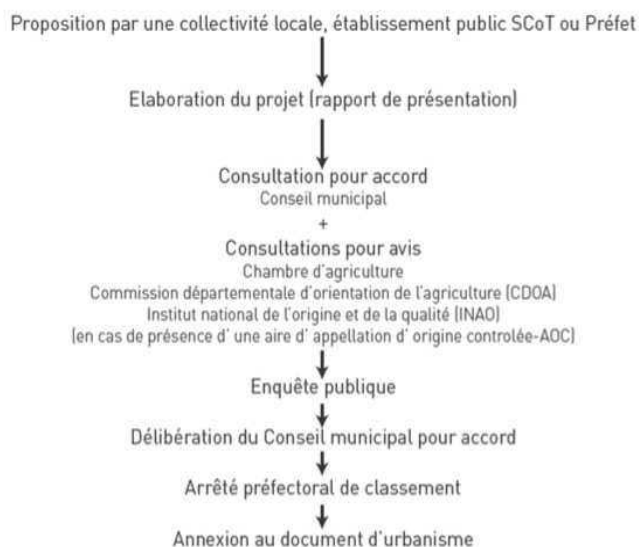 Proposition par une collectivité locale, établissement public SCoT ou Préfet
Elaboration du projet (rapport de présentation)
Consultation pour accord
Conseil municipal
+
Consultations pour avis
Chambre d'agriculture
Commission départementale d'orientation de l'agriculture (CDOA)
Institut national de l'origine et de la qualité (INAO)
(en cas de présence d' une aire d' appellation d' origine controlée-AOC)
Enquête publique
Délibération du Conseil municipal pour accord
Arrêté préfectoral de classement
Annexion au document d'urbanisme